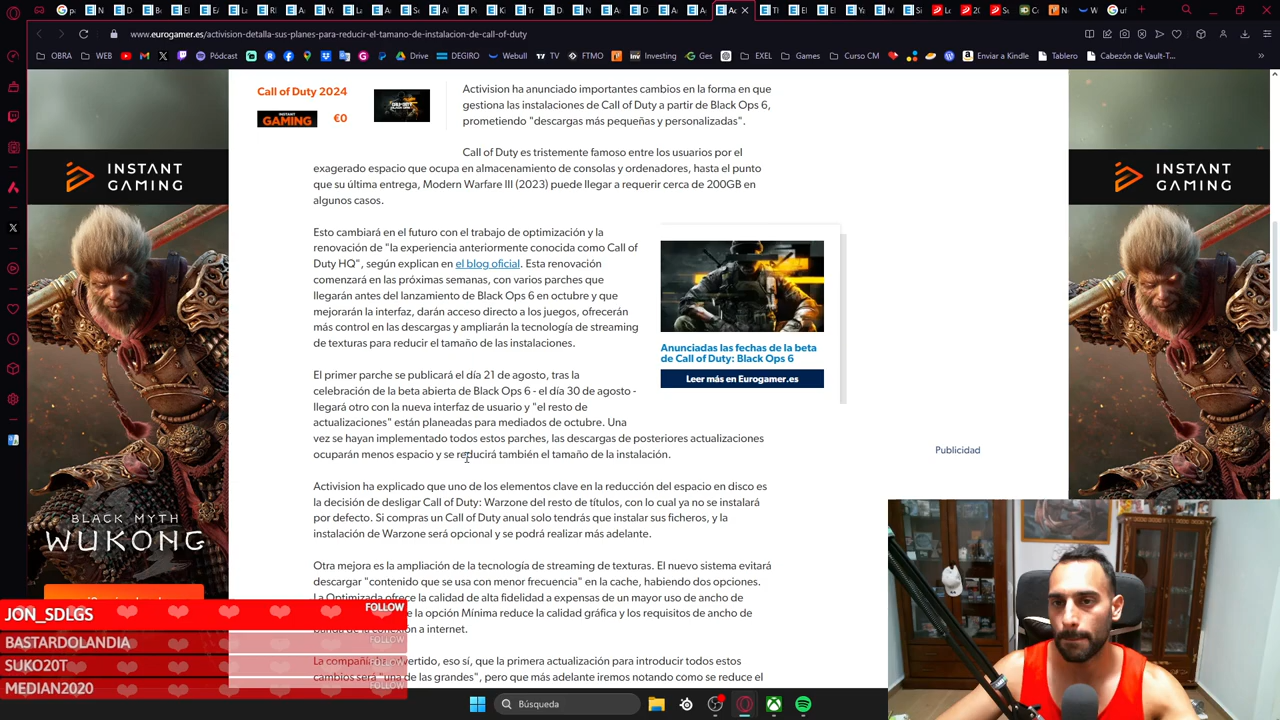 www.eurogamer.es/activision-detalla-sus-planes-para-reducir-el-tamano-de-instalacion-de-call-of-duty
OBRA
WEB
Pódcast
Drive
DEGIRO
Webull
TV
FTMO
Investing
Ges
EXEL
Games
Curso CM
Enviar a Kindle
Tablero
Cabezón de Vault-T...
INSTANT GAMING
BLACK MYTH
WUKONG
Call of Duty 2024
INSTANT GAMING
€0
Activision ha anunciado importantes cambios en la forma en que
gestiona las instalaciones de Call of Duty a partir de Black Ops 6,
prometiendo "descargas más pequeñas y personalizadas".
Call of Duty es tristemente famoso entre los usuarios por el
exagerado espacio que ocupa en almacenamiento de consolas y ordenadores, hasta el punto
que su última entrega, Modern Warfare III (2023) puede llegar a requerir cerca de 200GB en
algunos casos.
Esto cambiará en el futuro con el trabajo de optimización y la
renovación de "la experiencia anteriormente conocida como Call of
Duty HQ", según explican en el blog oficial. Esta renovación
comenzará en las próximas semanas, con varios parches que
llegarán antes del lanzamiento de Black Ops 6 en octubre y que
mejorarán la interfaz, darán acceso directo a los juegos, ofrecerán
más control en las descargas y ampliarán la tecnología de streaming
de texturas para reducir el tamaño de las instalaciones.
Anunciadas las fechas de la beta
de Call of Duty: Black Ops 6
Leer más en Eurogamer.es
El primer parche se publicará el día 21 de agosto, tras la
celebración de la beta abierta de Black Ops 6 - el día 30 de agosto -
llegará otro con la nueva interfaz de usuario y "el resto de
actualizaciones" están planeadas para mediados de octubre. Una
vez se hayan implementado todos estos parches, las descargas de posteriores actualizaciones
ocuparán menos espacio y se reducirá también el tamaño de la instalación.
Activision ha explicado que uno de los elementos clave en la reducción del espacio en disco es
la decisión de desligar Call of Duty: Warzone del resto de títulos, con lo cual ya no se instalará
por defecto. Si compras un Call of Duty anual solo tendrás que instalar sus ficheros, y la
instalación de Warzone será opcional y se podrá realizar más adelante.
Otra mejora es la ampliación de la tecnología de streaming de texturas. El nuevo sistema evitará
descargar "contenido que se usa con menor frecuencia" en la cache, habiendo dos opciones.
La Optimizada ofrece la calidad de alta fidelidad a expensas de un mayor uso de ancho de
e la opción Mínima reduce la calidad gráfica y los requisitos de ancho de
banda de la conexión a internet.
La compañía ha advertido, eso sí, que la primera actualización para introducir todos estos
cambios será "una de las grandes", pero que más adelante iremos notando como se reduce el
Publicidad
INSTANT GAMING
JON_SDLGS FOLLOW
BASTARDOLANDIA FOLLOW
SUKO20T FOLLOW
MEDIAN2020 FOLLOW
Búsqueda